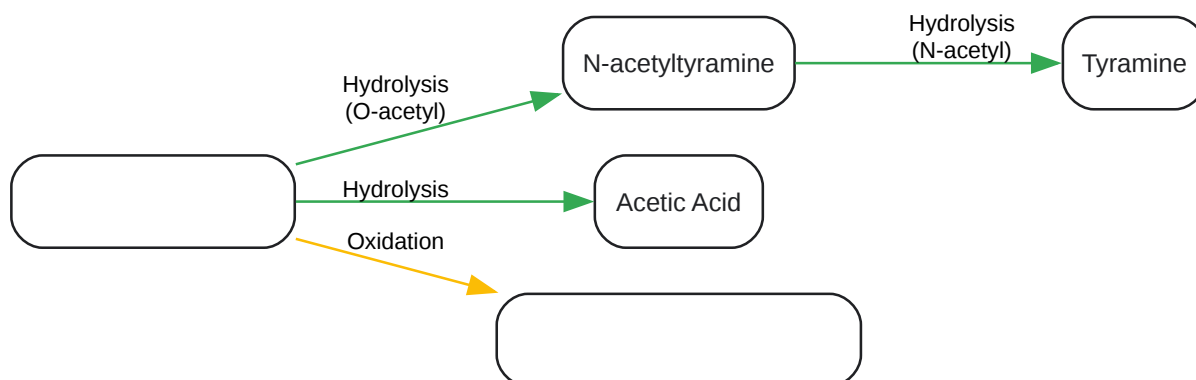 Hydrolysis
(N-acetyl)
N-acetyltyramine
Tyramine
Hydrolysis
(O-acetyl)
Hydrolysis
Acetic Acid
Oxidation